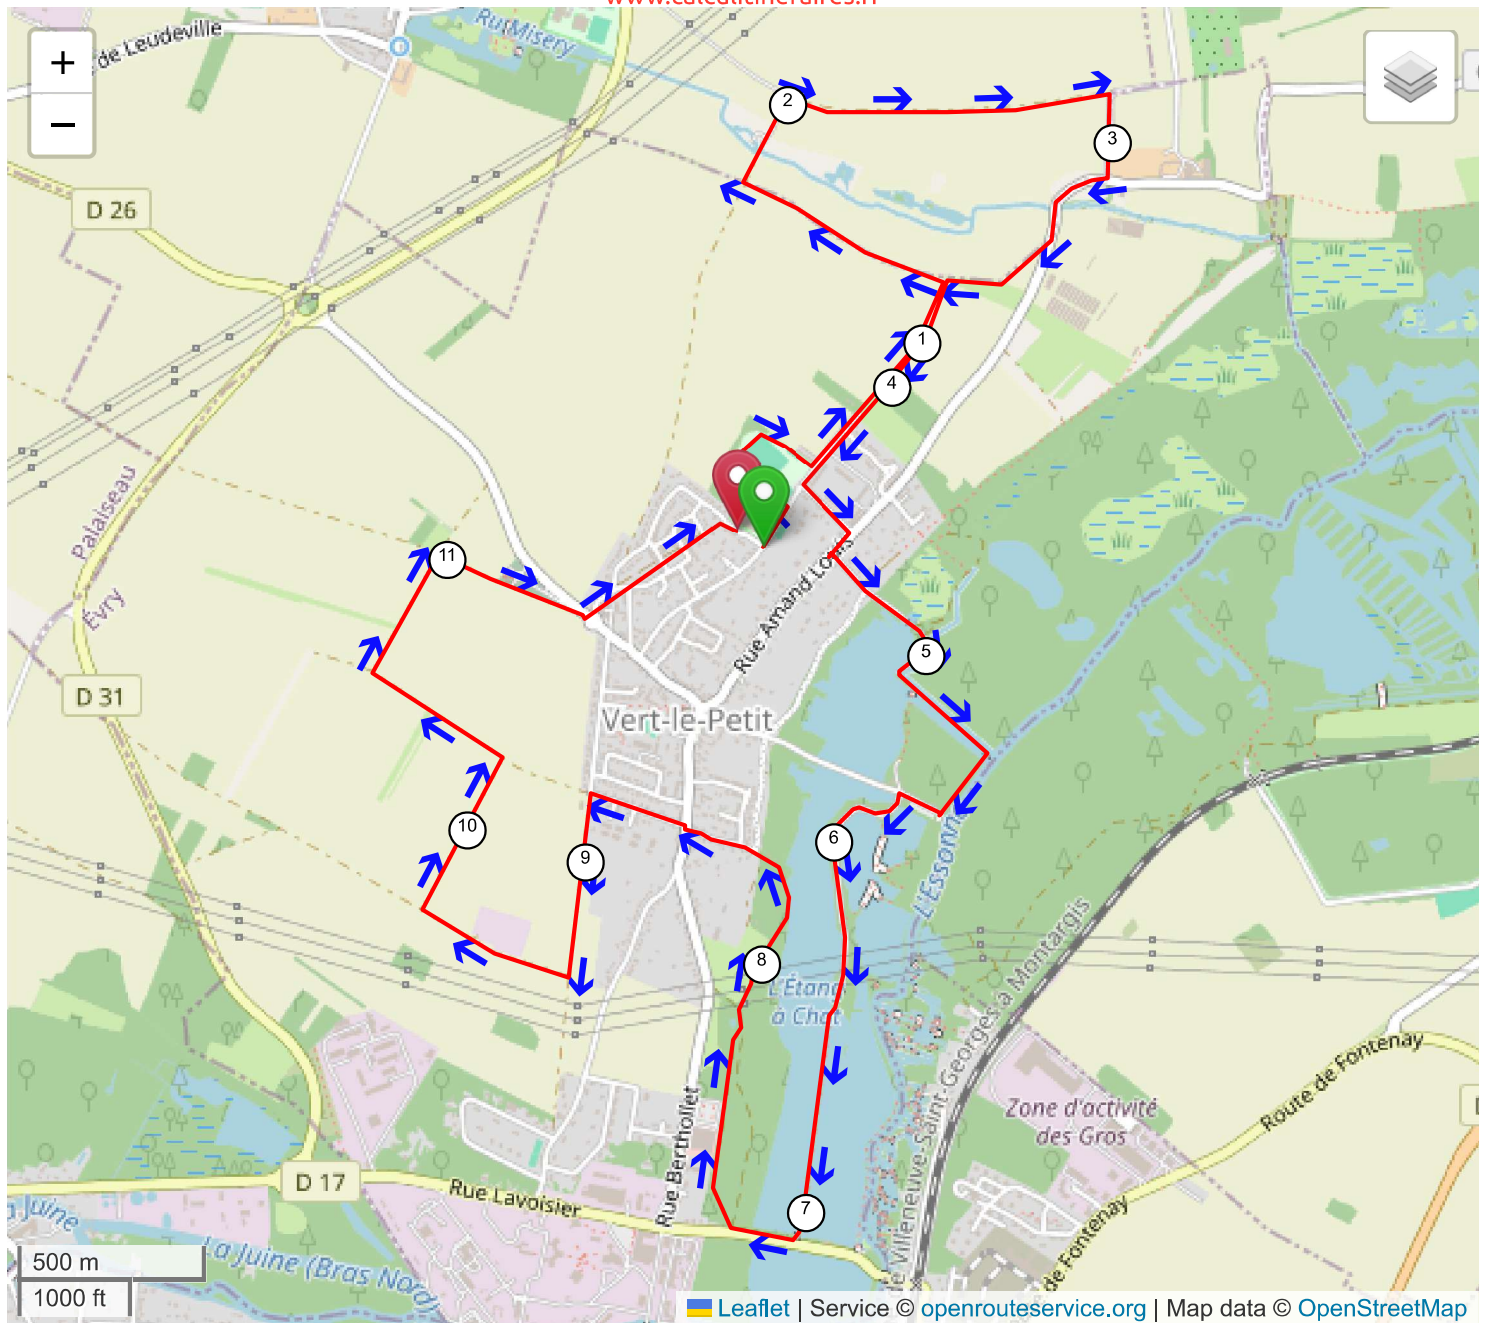 www.calculitineraires.fr
+
−
de Leudeville
Ru Misery
2
3
D 26
1
4
Palaiseau
Évry
11
Rue Amand Louis
5
D 31
Vert-le-Petit
6
10
9
L'Essonne
8
L'Étang
à Chat
Villeneuve-Saint-Georges à Montargis
Zone d'activité
des Gros
Route de Fontenay
Rue Berthollet
D 17
Rue Lavoisier
7
La Juine (Bras Nord)
de Fontenay
500 m
1000 ft
Leaflet | Service © openrouteservice.org | Map data © OpenStreetMap